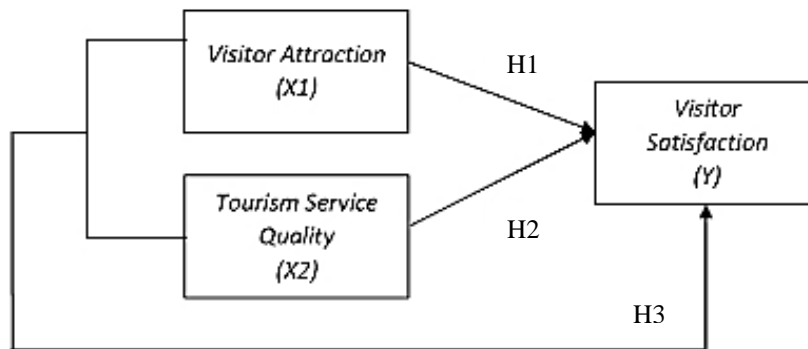 Visitor Attraction
(X1)
H1
Visitor
Satisfaction
(Y)
Tourism Service
Quality
(X2)
H2
H3